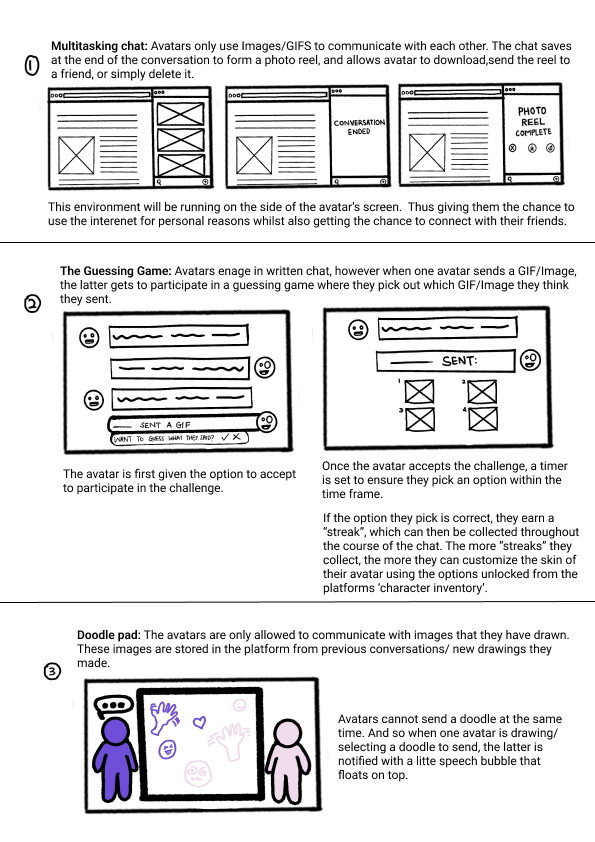 Multitasking chat: Avatars only use Images/GIFS to communicate with each other. The chat saves
1
at the end of the conversation to form a photo reel, and allows avatar to download,send the reel to
a friend, or simply delete it.
CONVERSATION
ENDED
PHOTO
REEL
COMPLETE
This environment will be running on the side of the avatar's screen.  Thus giving them the chance to
use the interenet for personal reasons whilst also getting the chance to connect with their friends.
The Guessing Game: Avatars enage in written chat, however when one avatar sends a GIF/Image,
the latter gets to participate in a guessing game where they pick out which GIF/Image they think
2
they sent.
SENT A GIF
WANT TO GUESS WHAT THEY SAID? ✓ X
SENT:
1 2
3 4
The avatar is first given the option to accept
to participate in the challenge.
Once the avatar accepts the challenge, a timer
is set to ensure they pick an option within the
time frame.
If the option they pick is correct, they earn a
“streak”, which can then be collected throughout
the course of the chat. The more “streaks” they
collect, the more they can customize the skin of
their avatar using the options unlocked from the
platforms ‘character inventory’.
Doodle pad: The avatars are only allowed to communicate with images that they have drawn.
These images are stored in the platform from previous conversations/ new drawings they
made.
3
Avatars cannot send a doodle at the same
time. And so when one avatar is drawing/
selecting a doodle to send, the latter is
notified with a litte speech bubble that
floats on top.